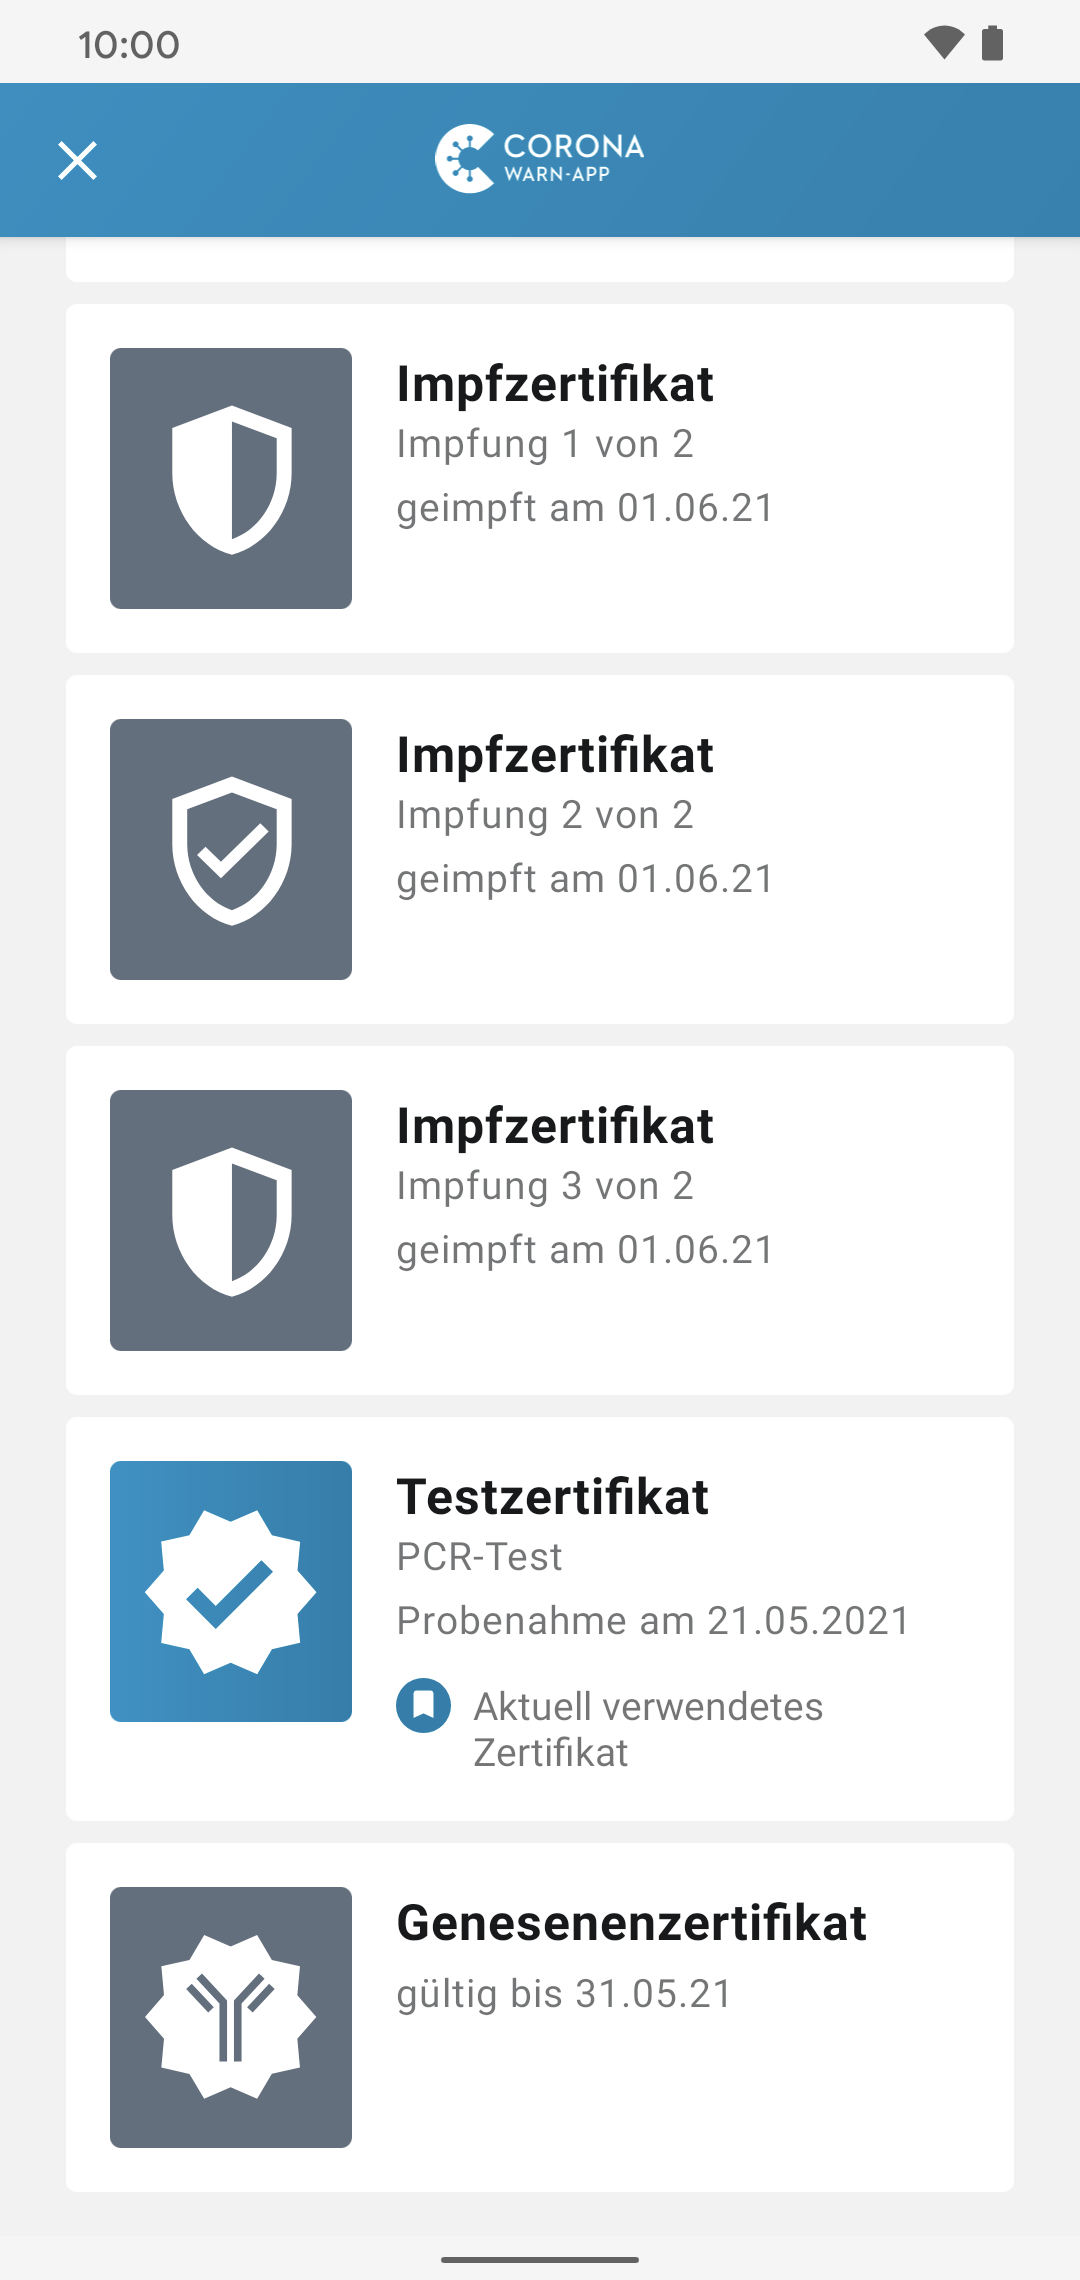 10:00
CORONA
WARN-APP
Impfzertifikat
Impfung 1 von 2
geimpft am 01.06.21
Impfzertifikat
Impfung 2 von 2
geimpft am 01.06.21
Impfzertifikat
Impfung 3 von 2
geimpft am 01.06.21
Testzertifikat
PCR-Test
Probenahme am 21.05.2021
Aktuell verwendetes
Zertifikat
Genesenenzertifikat
gültig bis 31.05.21